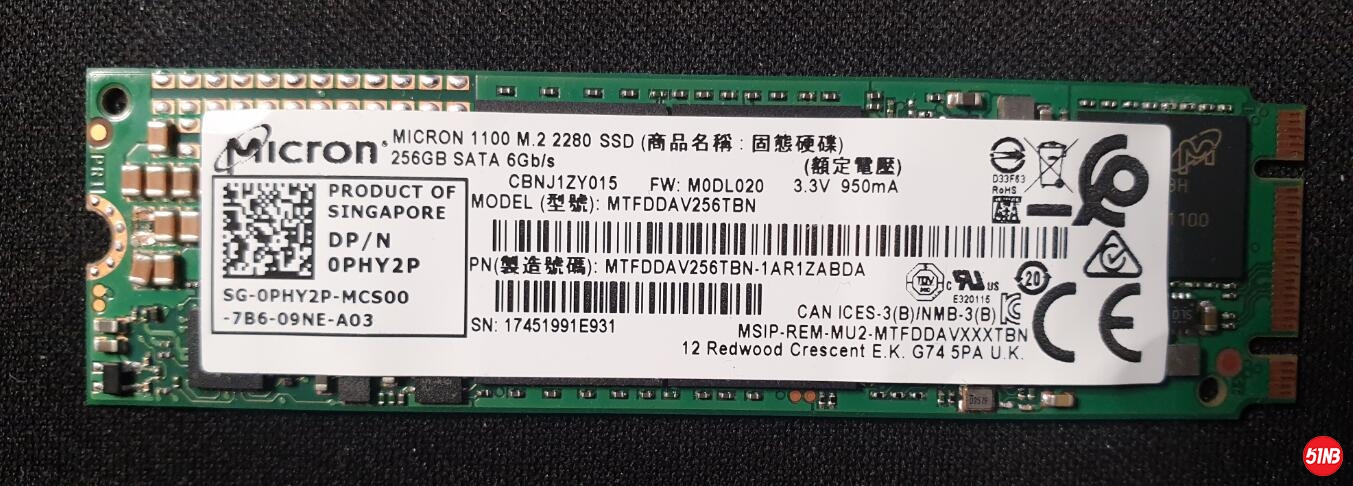 Micron®
MICRON 1100 M.2 2280 SSD (商品名稱：固態硬碟)
256GB SATA 6Gb/s
(額定電壓)
CBNJ1ZY015 FW: M0DL020 3.3V 950mA
MODEL (型號): MTFDDAV256TBN
PRODUCT OF
SINGAPORE
DP/N
0PHY2P
SG-0PHY2P-MCS00
-7B6-09NE-A03
PN(製造號碼): MTFDDAV256TBN-1AR1ZABDA
SN: 17451991E931
D33F63
RoHS
c US
E320115
20
CAN ICES-3(B)/NMB-3(B)
MSIP-REM-MU2-MTFDDAVXXXTBN
12 Redwood Crescent E.K. G74 5PA U.K.
CE
1100
51NB